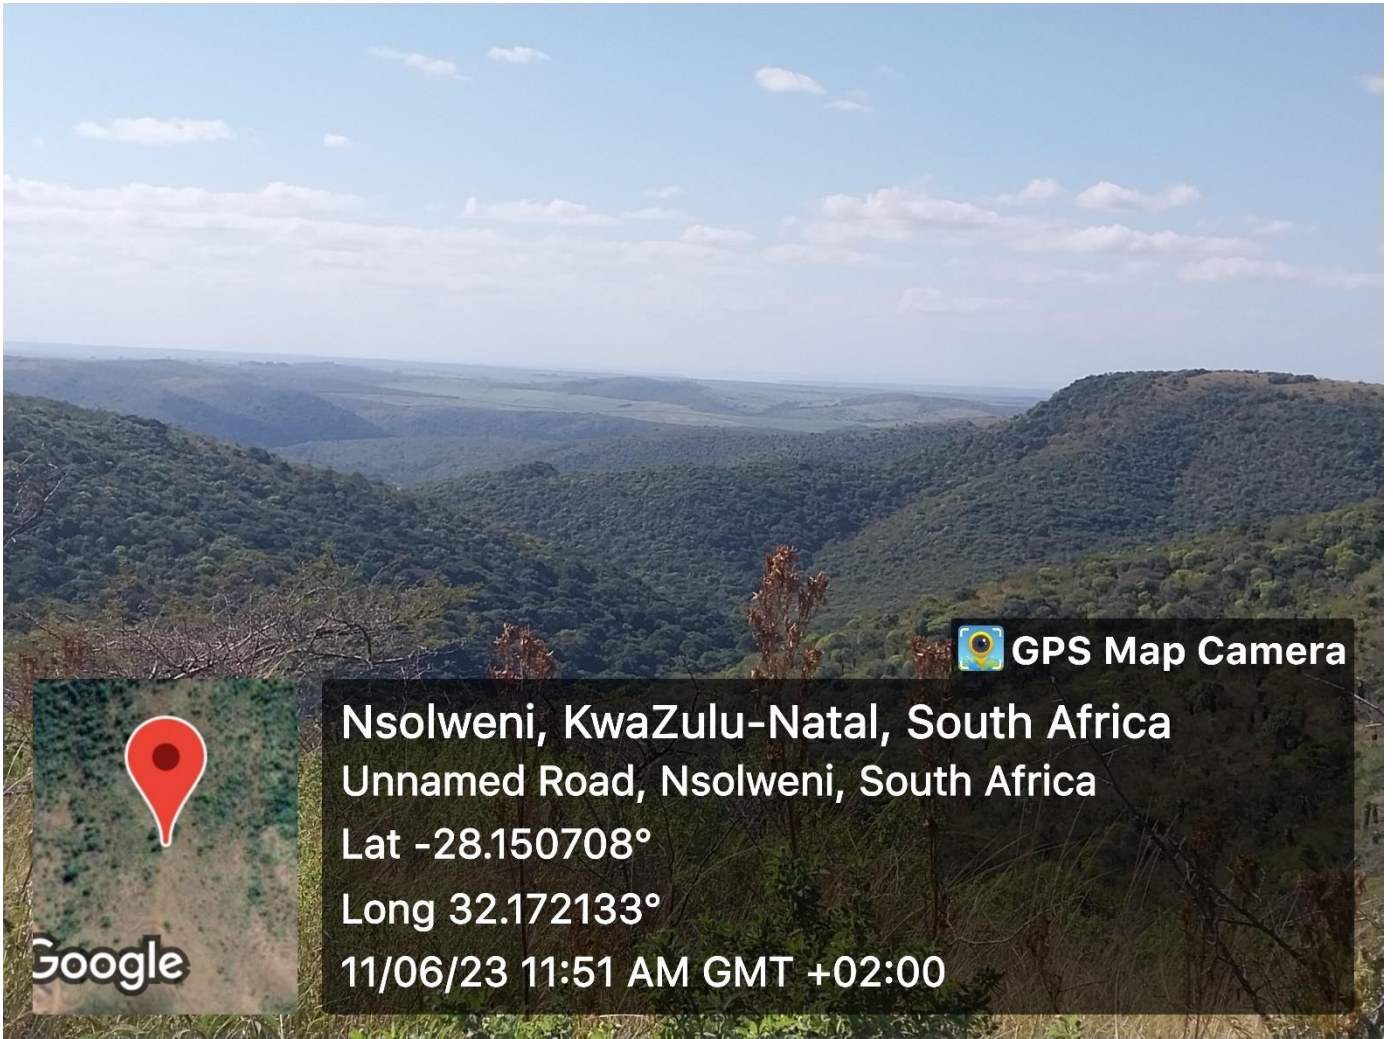 GPS Map Camera
Nsolweni, KwaZulu-Natal, South Africa
Unnamed Road, Nsolweni, South Africa
Lat -28.150708°
Long 32.172133°
11/06/23 11:51 AM GMT +02:00
Google